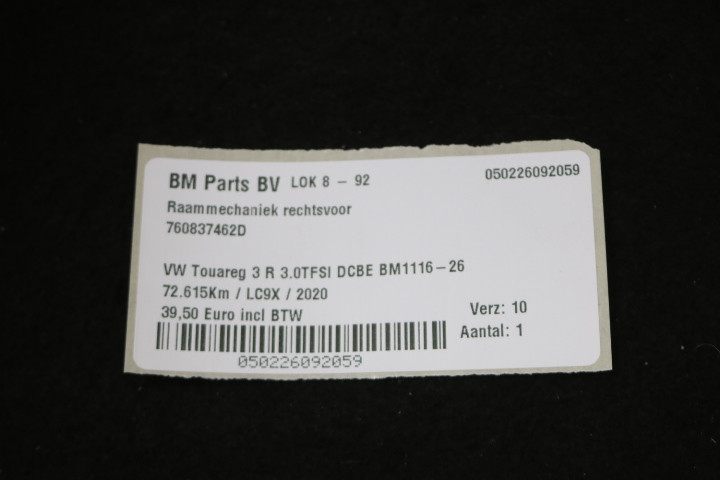 BM Parts BV LOK 8 - 92 050226092059
Raammechaniek rechtsvoor
760837462D
VW Touareg 3 R 3.0TFSI DCBE BM1116-26
72.615Km / LC9X / 2020
39,50 Euro incl BTW Verz: 10
Aantal: 1
050226092059